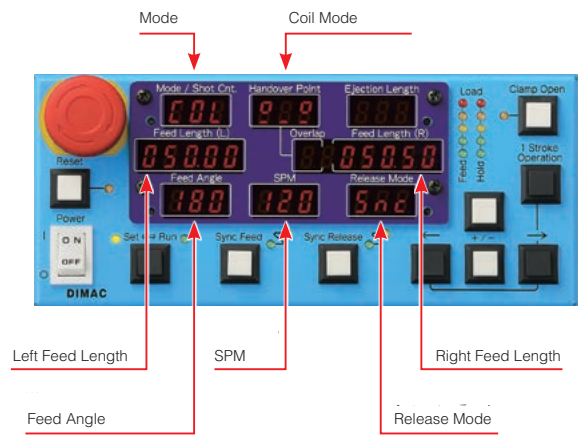 Mode
Coil Mode
Mode / Shot Cnt.
Handover Point
Ejection Length
Load
Clamp Open
COL
Feed Length (L)
Overlap
Feed Length (R)
050.00
050.50
Feed
Hold
1 Stroke
Operation
Reset
Feed Angle
SPM
Release Mode
180
120
Snc
Power
I
ON
OFF
O
Set ↔ Run
Sync Feed
Sync Release
←
+ / −
→
DIMAC
Left Feed Length
SPM
Right Feed Length
Feed Angle
Release Mode